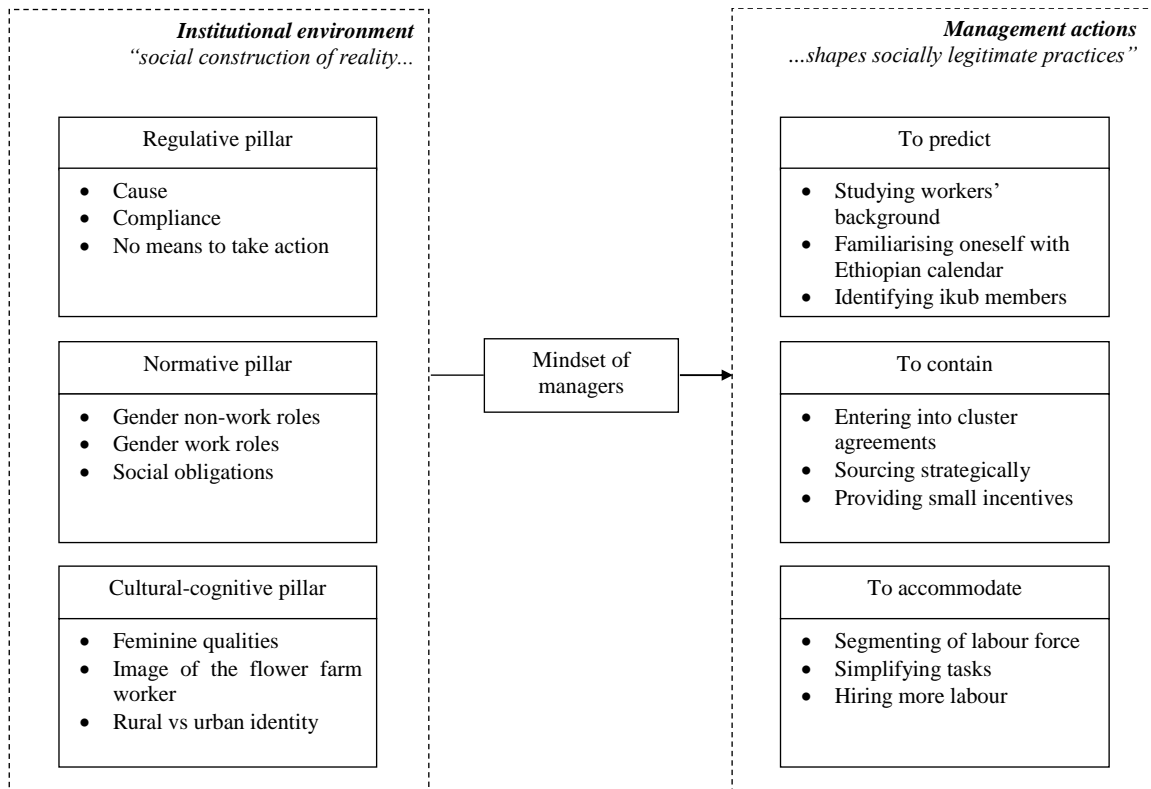 Institutional environment
“social construction of reality...
Regulative pillar
• Cause
• Compliance
• No means to take action
Normative pillar
• Gender non-work roles
• Gender work roles
• Social obligations
Cultural-cognitive pillar
• Feminine qualities
• Image of the flower farm
worker
• Rural vs urban identity
Mindset of
managers
Management actions
...shapes socially legitimate practices”
To predict
• Studying workers’
background
• Familiarising oneself with
Ethiopian calendar
• Identifying ikub members
To contain
• Entering into cluster
agreements
• Sourcing strategically
• Providing small incentives
To accommodate
• Segmenting of labour force
• Simplifying tasks
• Hiring more labour